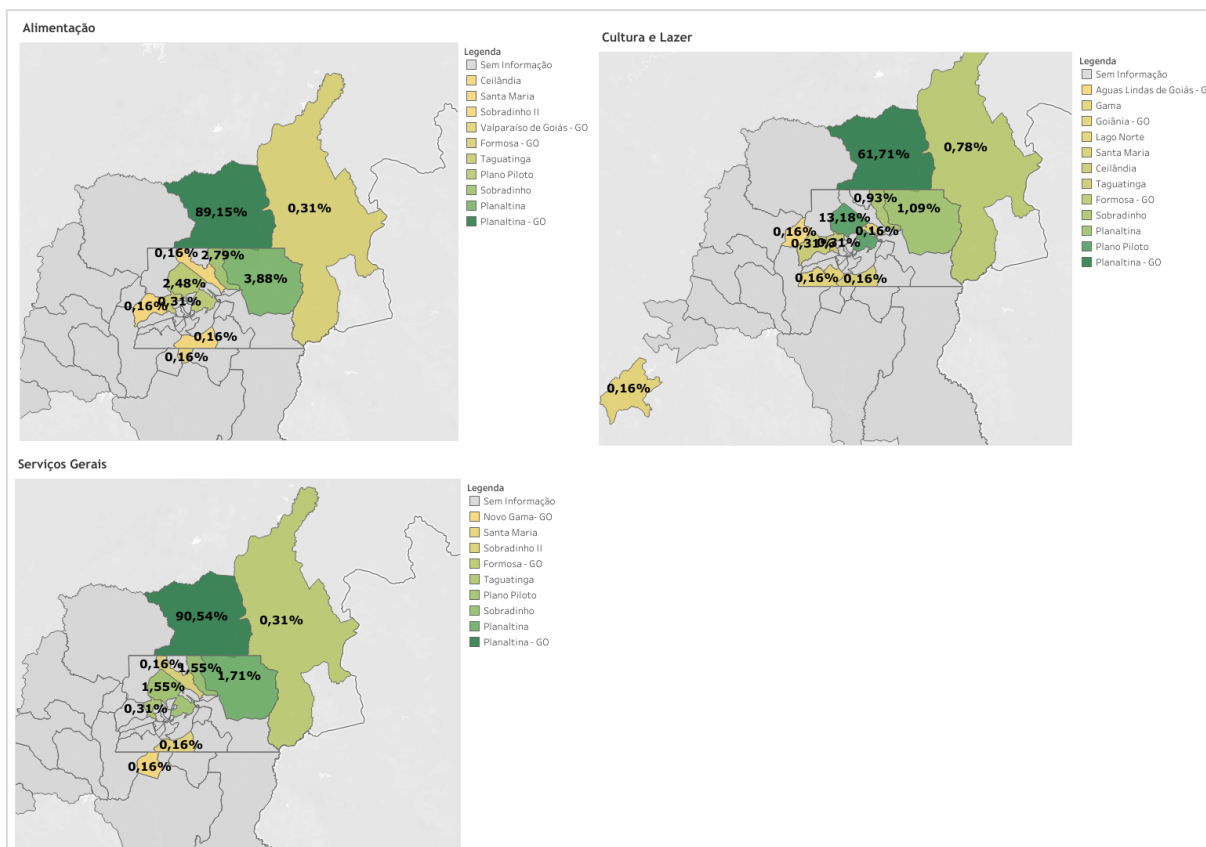 Alimentação
Legenda
Sem Informação
Ceilândia
Santa Maria
Sobradinho II
Valparaíso de Goiás - GO
Formosa - GO
Taguatinga
Plano Piloto
Sobradinho
Planaltina
Planaltina - GO
89,15%
0,31%
0,16%
2,79%
3,88%
2,48%
0,31%
0,16%
0,16%
0,16%
Cultura e Lazer
Legenda
Sem Informação
Aguas Lindas de Goiás - G
Gama
Goiânia - GO
Lago Norte
Santa Maria
Ceilândia
Taguatinga
Formosa - GO
Sobradinho
Planaltina
Plano Piloto
Planaltina - GO
61,71%
0,78%
0,93%
1,09%
13,18%
0,16%
0,16%
0,31%
0,31%
0,16%
0,16%
0,16%
Serviços Gerais
Legenda
Sem Informação
Novo Gama- GO
Santa Maria
Sobradinho II
Formosa - GO
Taguatinga
Plano Piloto
Sobradinho
Planaltina
Planaltina - GO
90,54%
0,31%
0,16%
1,55%
1,71%
1,55%
0,31%
0,16%
0,16%